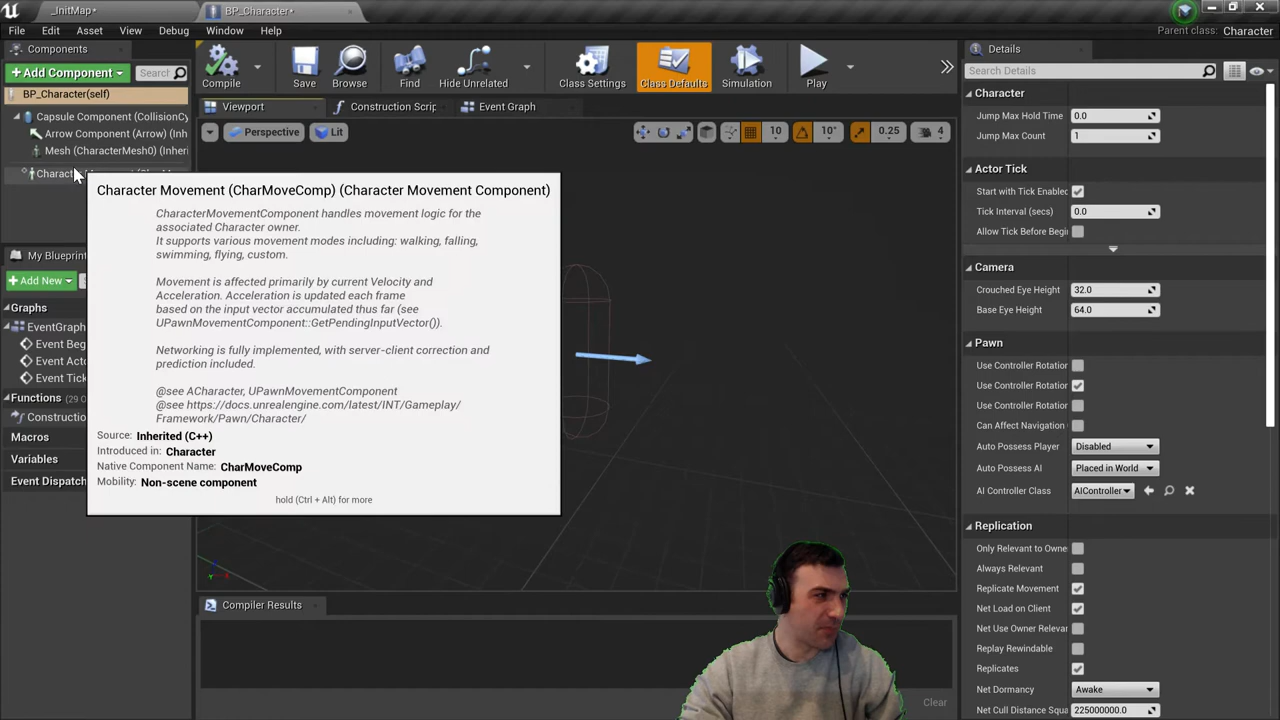 _InitMap*
BP_Character*
File Edit Asset View Debug Window Help
Parent class: Character
Components
+ Add Component
Search
BP_Character(self)
Capsule Component (CollisionCy
Arrow Component (Arrow) (Inh
Mesh (CharacterMesh0) (Inheri
Charac
My Blueprin
+ Add New
Graphs
EventGraph
Event Beg
Event Acto
Event Tick
Functions (29 O
Constructio
Macros
Variables
Event Dispatch
Compile
Save
Browse
Find
Hide Unrelated
Class Settings
Class Defaults
Simulation
Play
Viewport
Construction Scrip
Event Graph
Perspective
Lit
10
10°
0.25
4
Character Movement (CharMoveComp) (Character Movement Component)
CharacterMovementComponent handles movement logic for the
associated Character owner.
It supports various movement modes including: walking, falling,
swimming, flying, custom.
Movement is affected primarily by current Velocity and
Acceleration. Acceleration is updated each frame
based on the input vector accumulated thus far (see
UPawnMovementComponent::GetPendingInputVector()).
Networking is fully implemented, with server-client correction and
prediction included.
@see ACharacter, UPawnMovementComponent
@see https://docs.unrealengine.com/latest/INT/Gameplay/
Framework/Pawn/Character/
Source: Inherited (C++)
Introduced in: Character
Native Component Name: CharMoveComp
Mobility: Non-scene component
hold (Ctrl + Alt) for more
Compiler Results
Clear
Details
Search Details
Character
Jump Max Hold Time 0.0
Jump Max Count 1
Actor Tick
Start with Tick Enabled
Tick Interval (secs) 0.0
Allow Tick Before Begin
Camera
Crouched Eye Height 32.0
Base Eye Height 64.0
Pawn
Use Controller Rotation
Use Controller Rotation
Use Controller Rotation
Can Affect Navigation
Auto Possess Player Disabled
Auto Possess AI Placed in World
AI Controller Class AIController
Replication
Only Relevant to Owne
Always Relevant
Replicate Movement
Net Load on Client
Net Use Owner Relevar
Replay Rewindable
Replicates
Net Dormancy Awake
Net Cull Distance Squa 225000000.0